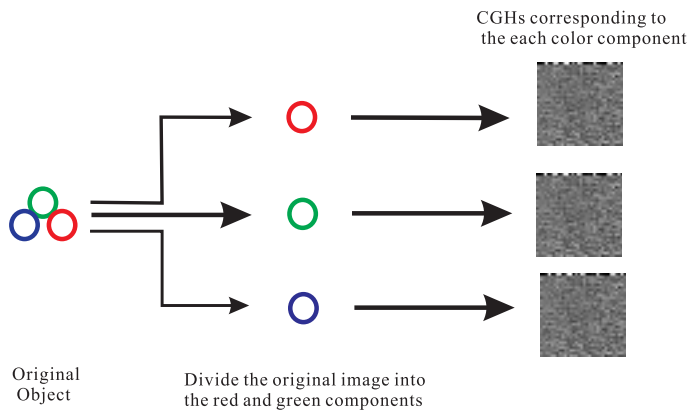 CGHs corresponding to
the each color component
Original
Object
Divide the original image into
the red and green components